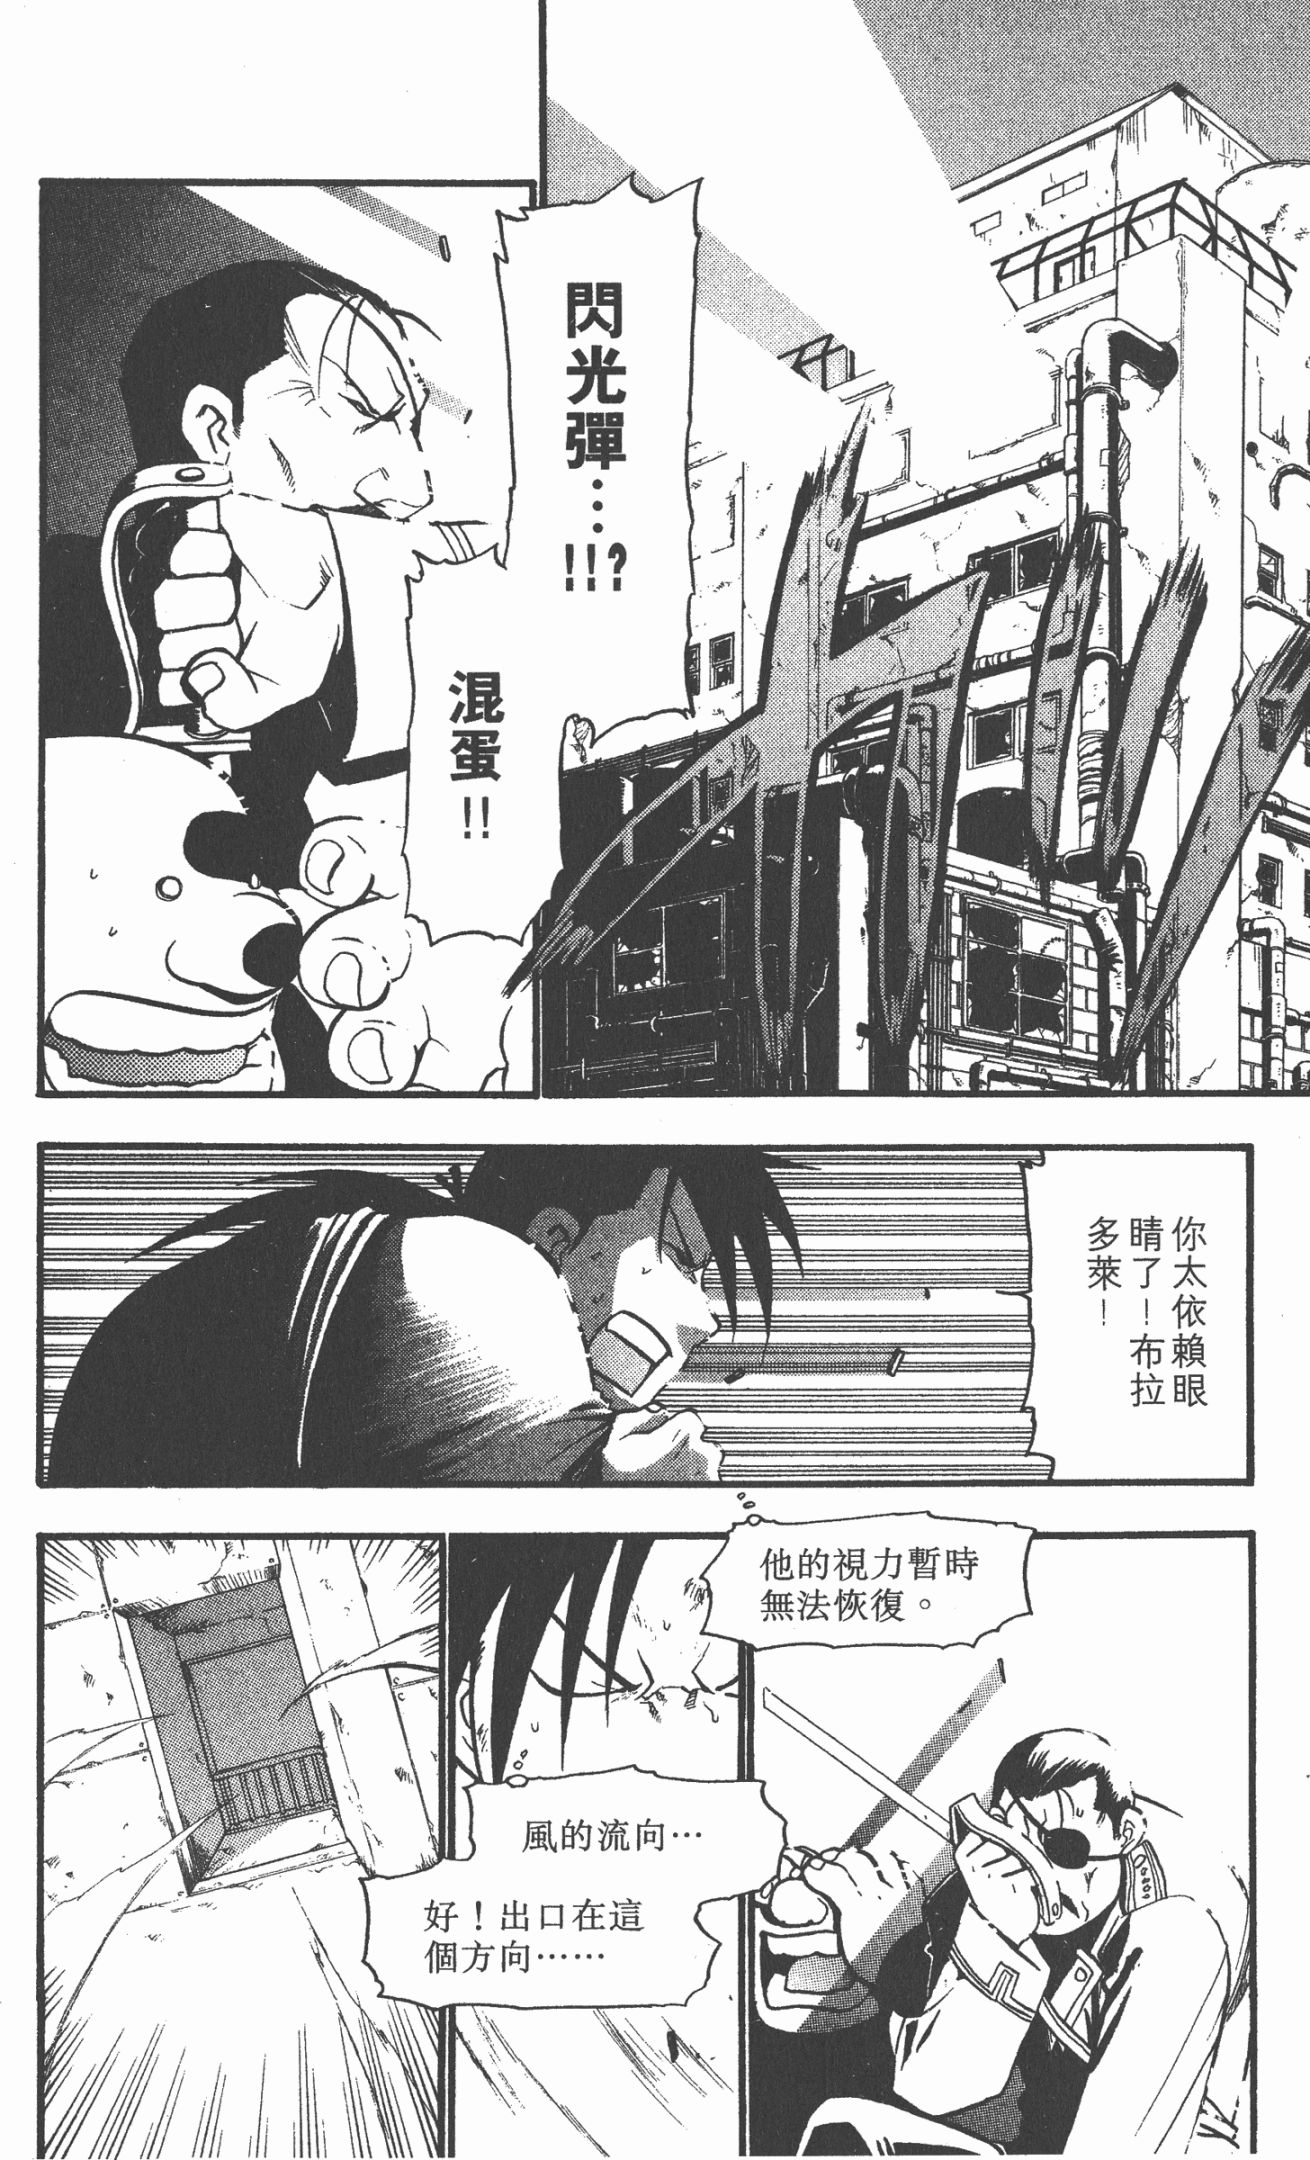 閃光彈…!!?
混蛋!!
你太依賴眼
睛了!布拉
多萊!
他的視力暫時
無法恢復。
風的流向…
好!出口在這
個方向……